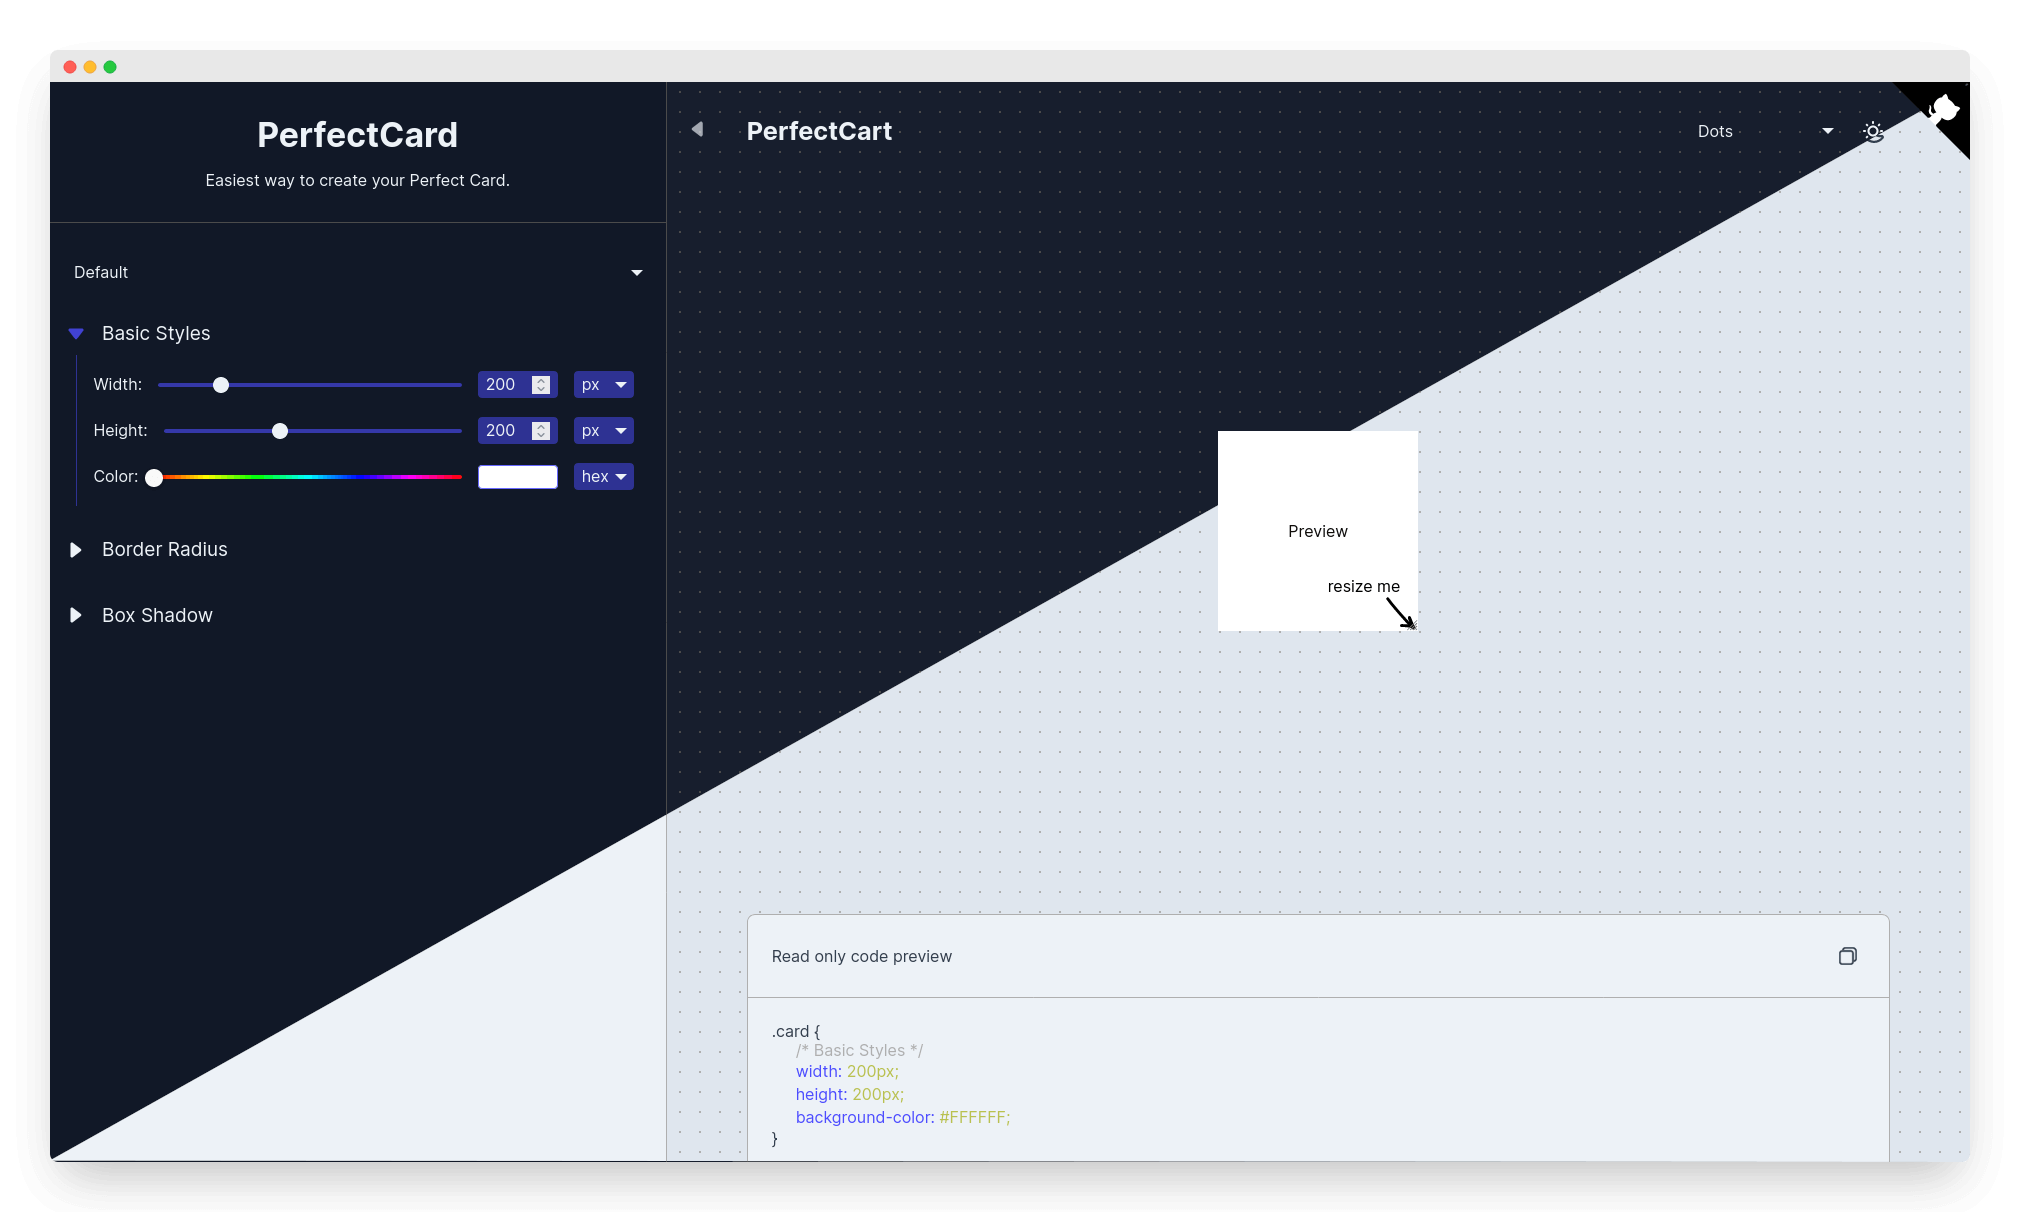 PerfectCard
Easiest way to create your Perfect Card.
Default
Basic Styles
Width: 200 px
Height: 200 px
Color: hex
Border Radius
Box Shadow
PerfectCart
Dots
Preview
resize me
Read only code preview
.card {
/* Basic Styles */
width: 200px;
height: 200px;
background-color: #FFFFFF;
}